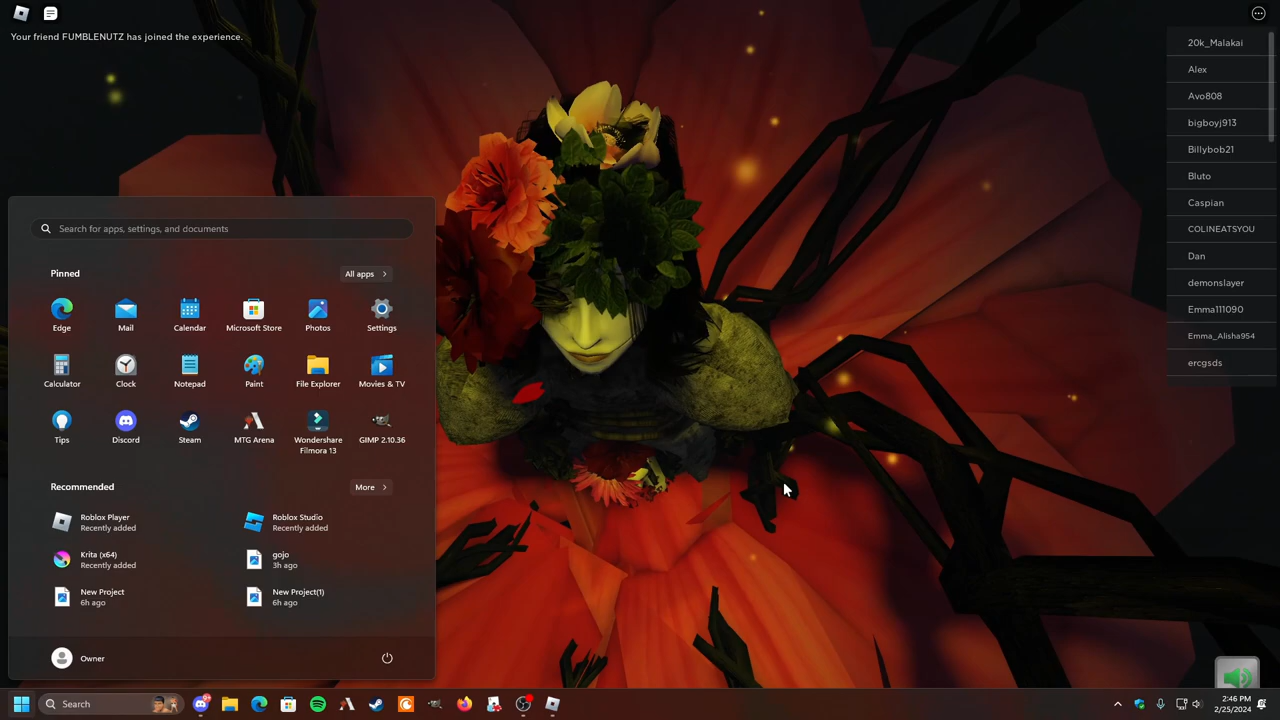 Your friend FUMBLENUTZ has joined the experience.
20k_Malakai
Alex
Avo808
bigboyj913
Billybob21
Bluto
Caspian
COLINEATSYOU
Dan
demonslayer
Emma111090
Emma_Alisha954
ercgsds
Search for apps, settings, and documents
Pinned
All apps
Edge
Mail
Calendar
Microsoft Store
Photos
Settings
Calculator
Clock
Notepad
Paint
File Explorer
Movies & TV
Tips
Discord
Steam
MTG Arena
Wondershare
Filmora 13
GIMP 2.10.36
Recommended
More
Roblox Player
Recently added
Roblox Studio
Recently added
Krita (x64)
Recently added
gojo
3h ago
New Project
6h ago
New Project(1)
6h ago
Owner
Search
2:46 PM
2/25/2024